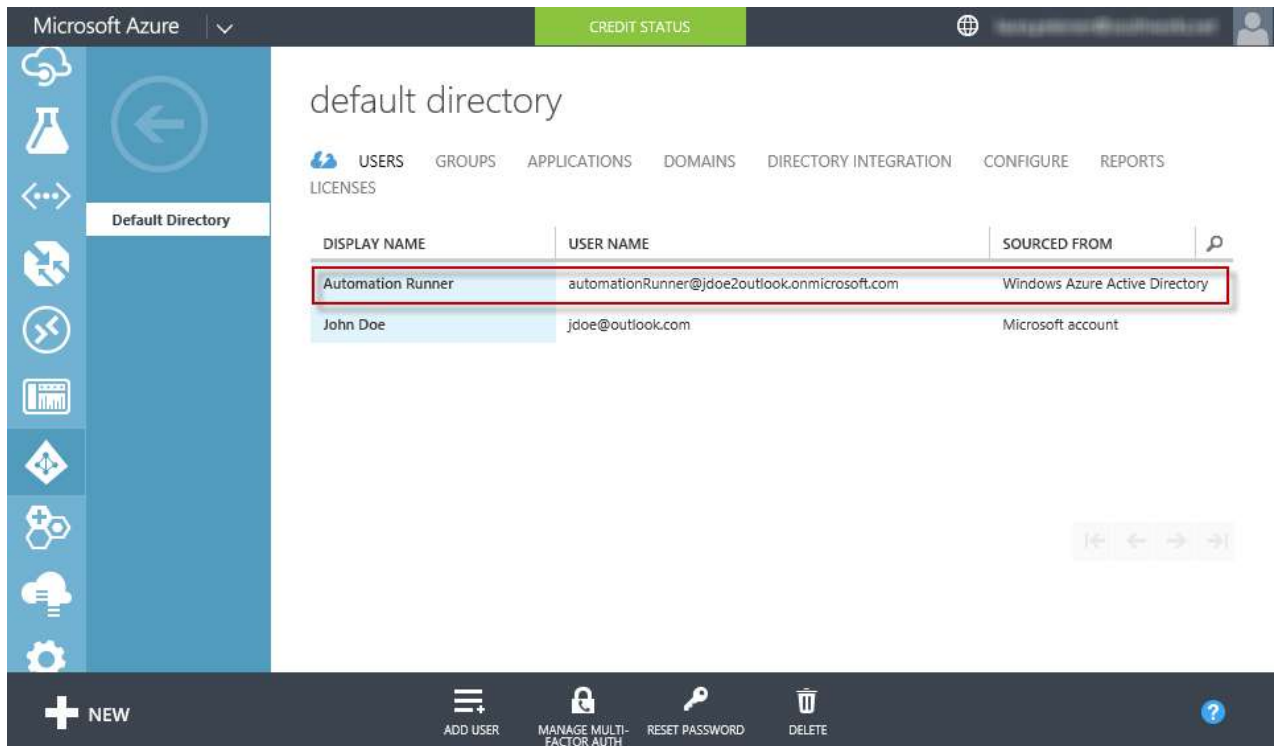 Microsoft Azure
CREDIT STATUS
default directory
USERS GROUPS APPLICATIONS DOMAINS DIRECTORY INTEGRATION CONFIGURE REPORTS
LICENSES
Default Directory
DISPLAY NAME USER NAME SOURCED FROM
Automation Runner automationRunner@jdoe2outlook.onmicrosoft.com Windows Azure Active Directory
John Doe jdoe@outlook.com Microsoft account
NEW
ADD USER
MANAGE MULTI-
FACTOR AUTH
RESET PASSWORD
DELETE
?